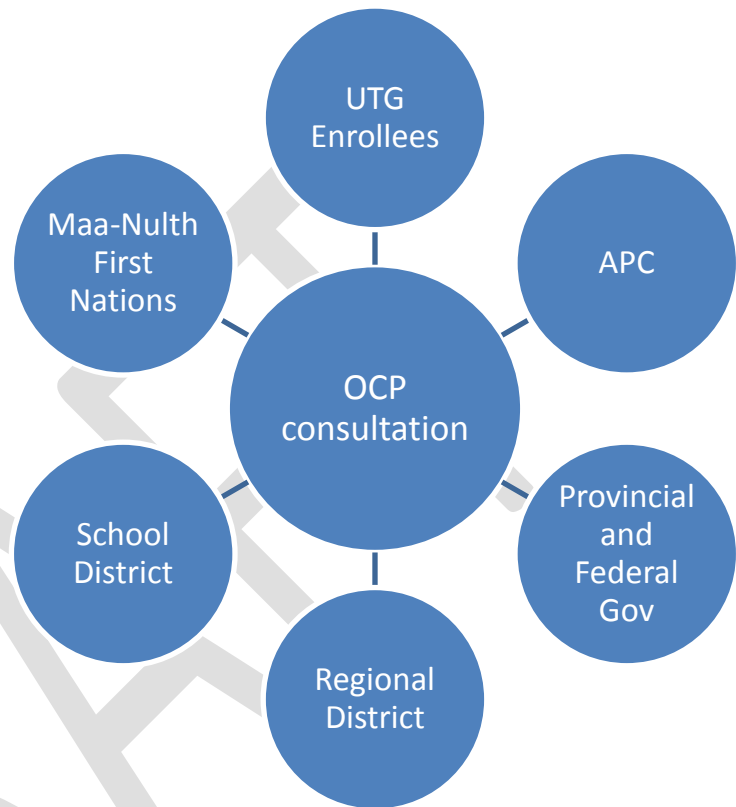 UTG
Enrollees
Maa-Nulth
First
Nations
APC
OCP
consultation
School
District
Provincial
and
Federal
Gov
Regional
District